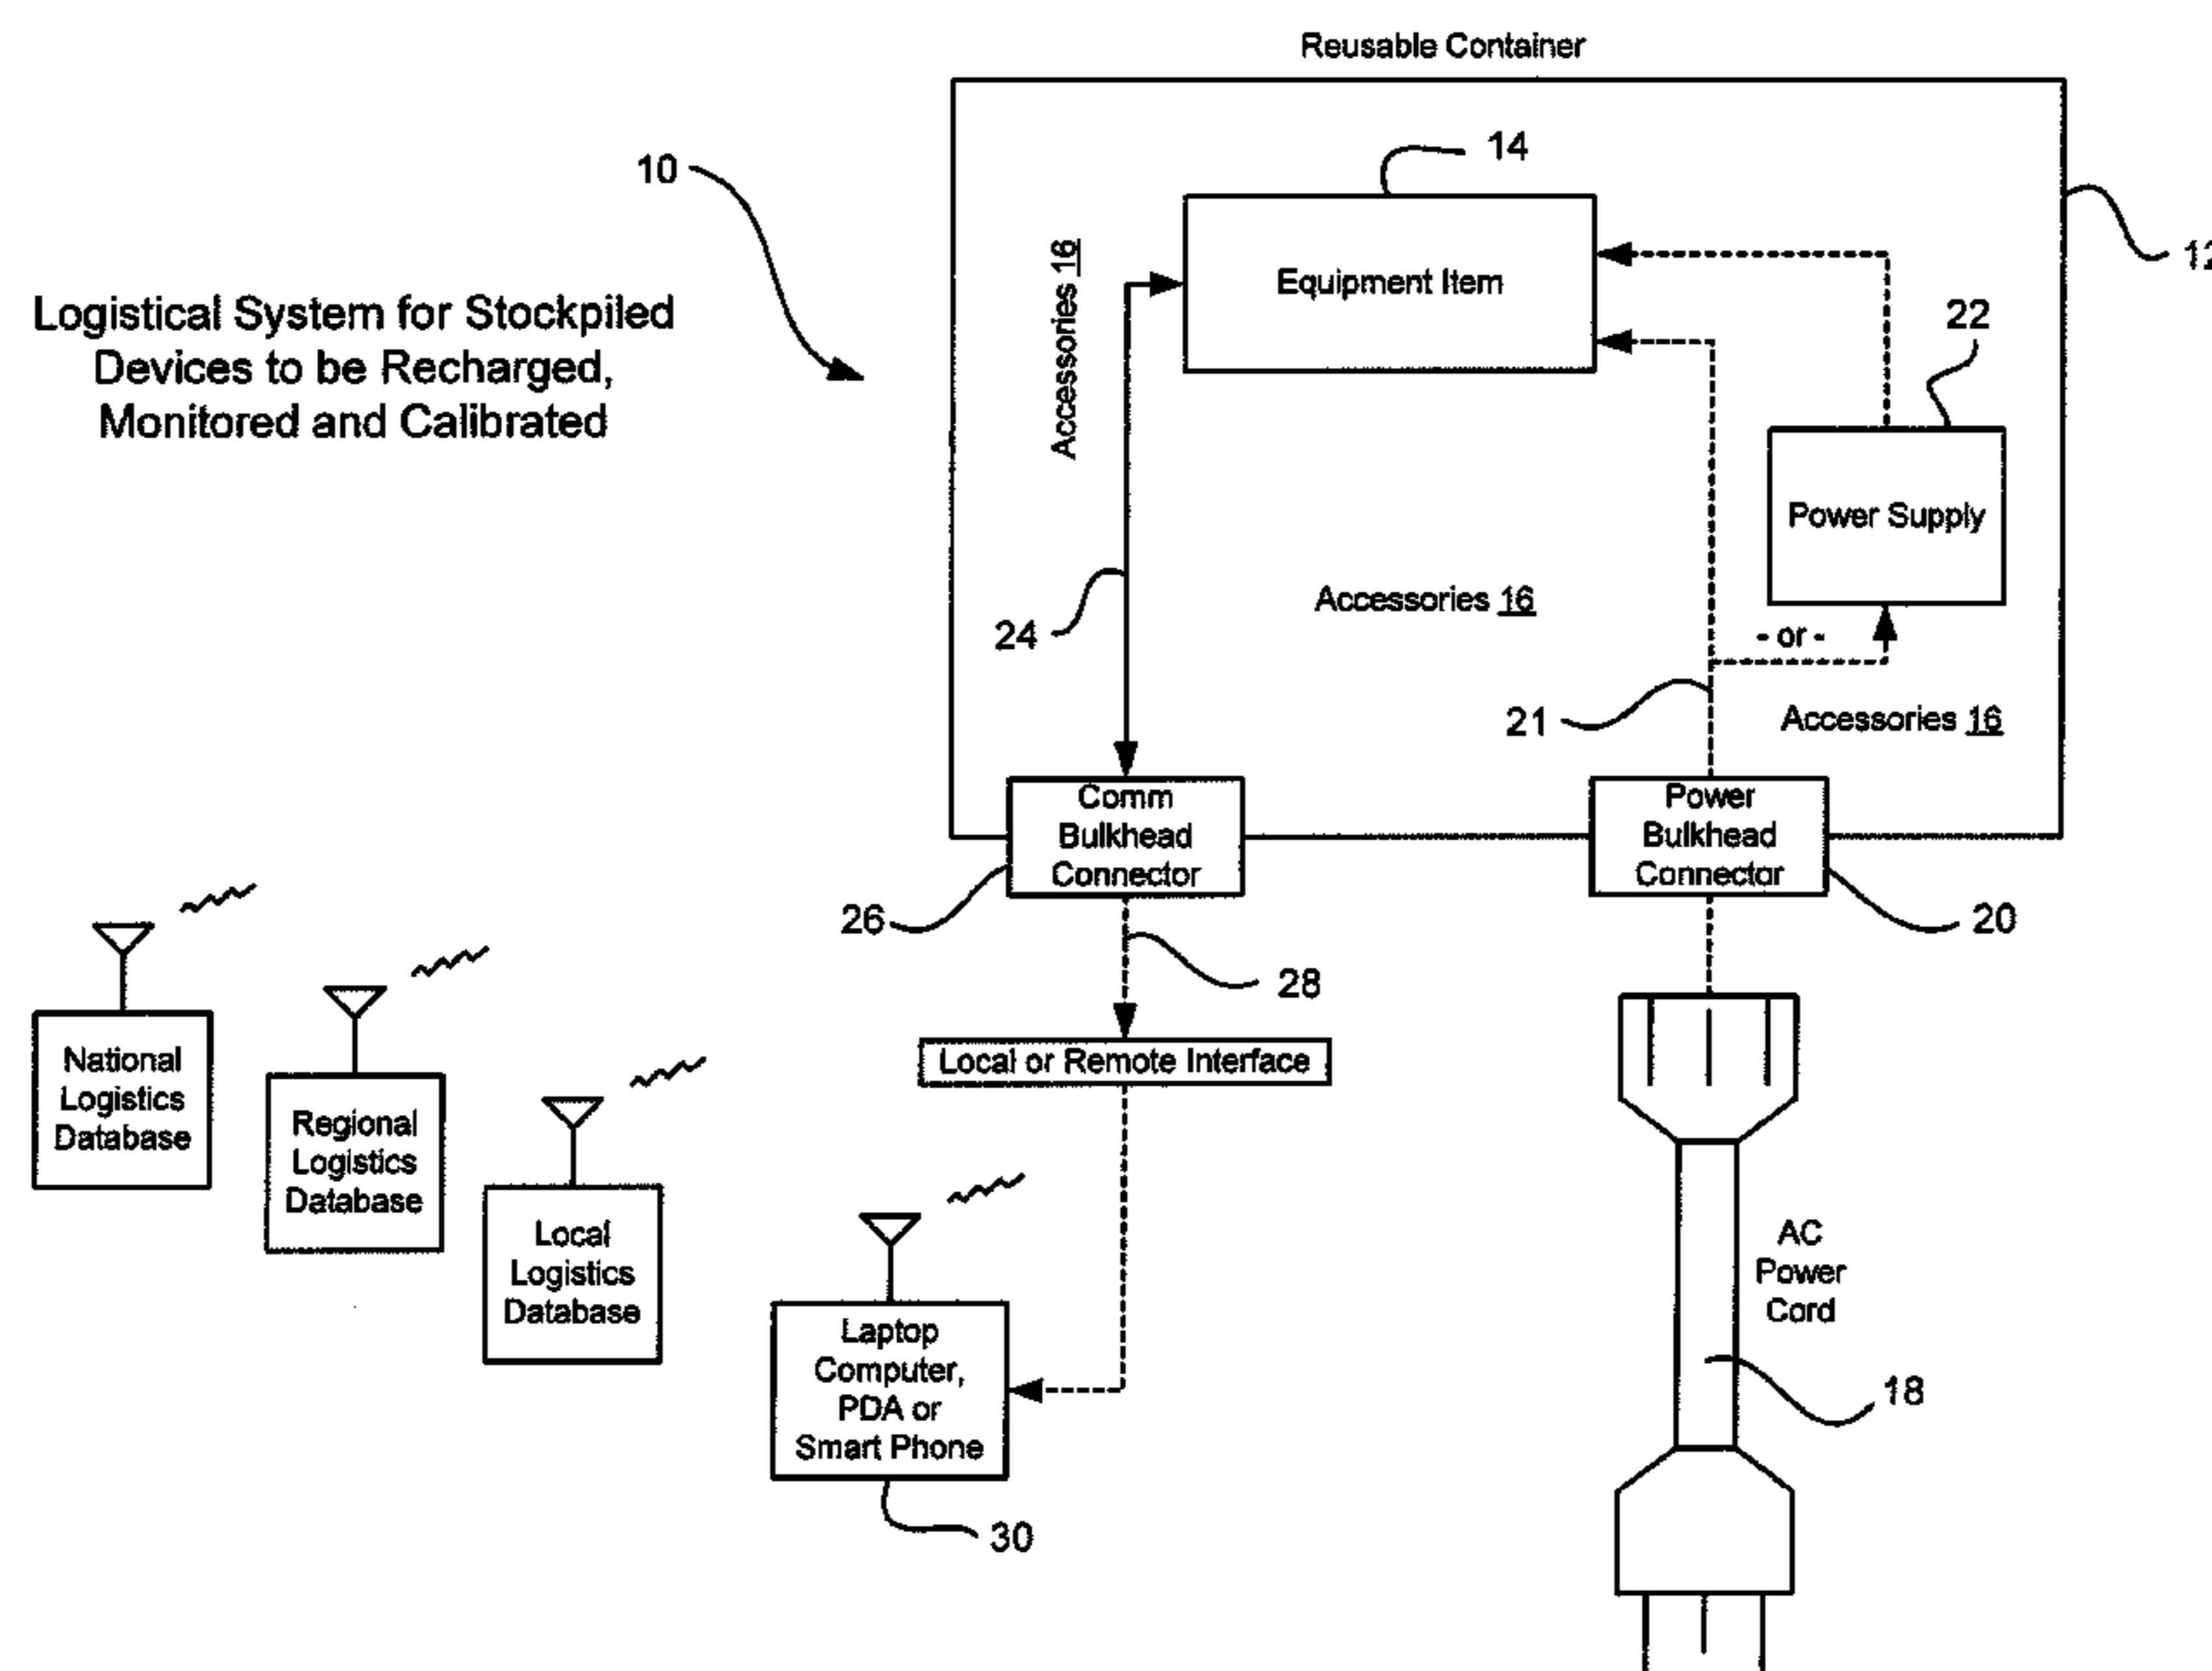 Reusable Container
10
14
12
Logistical System for Stockpiled
Devices to be Recharged,
Monitored and Calibrated
Accessories 16
Equipment Item
22
Power Supply
Accessories 16
24
- or -
21
Accessories 16
Comm
Bulkhead
Connector
Power
Bulkhead
Connector
26
20
28
Local or Remote Interface
National
Logistics
Database
Regional
Logistics
Database
Local
Logistics
Database
Laptop
Computer,
PDA or
Smart Phone
30
AC
Power
Cord
18